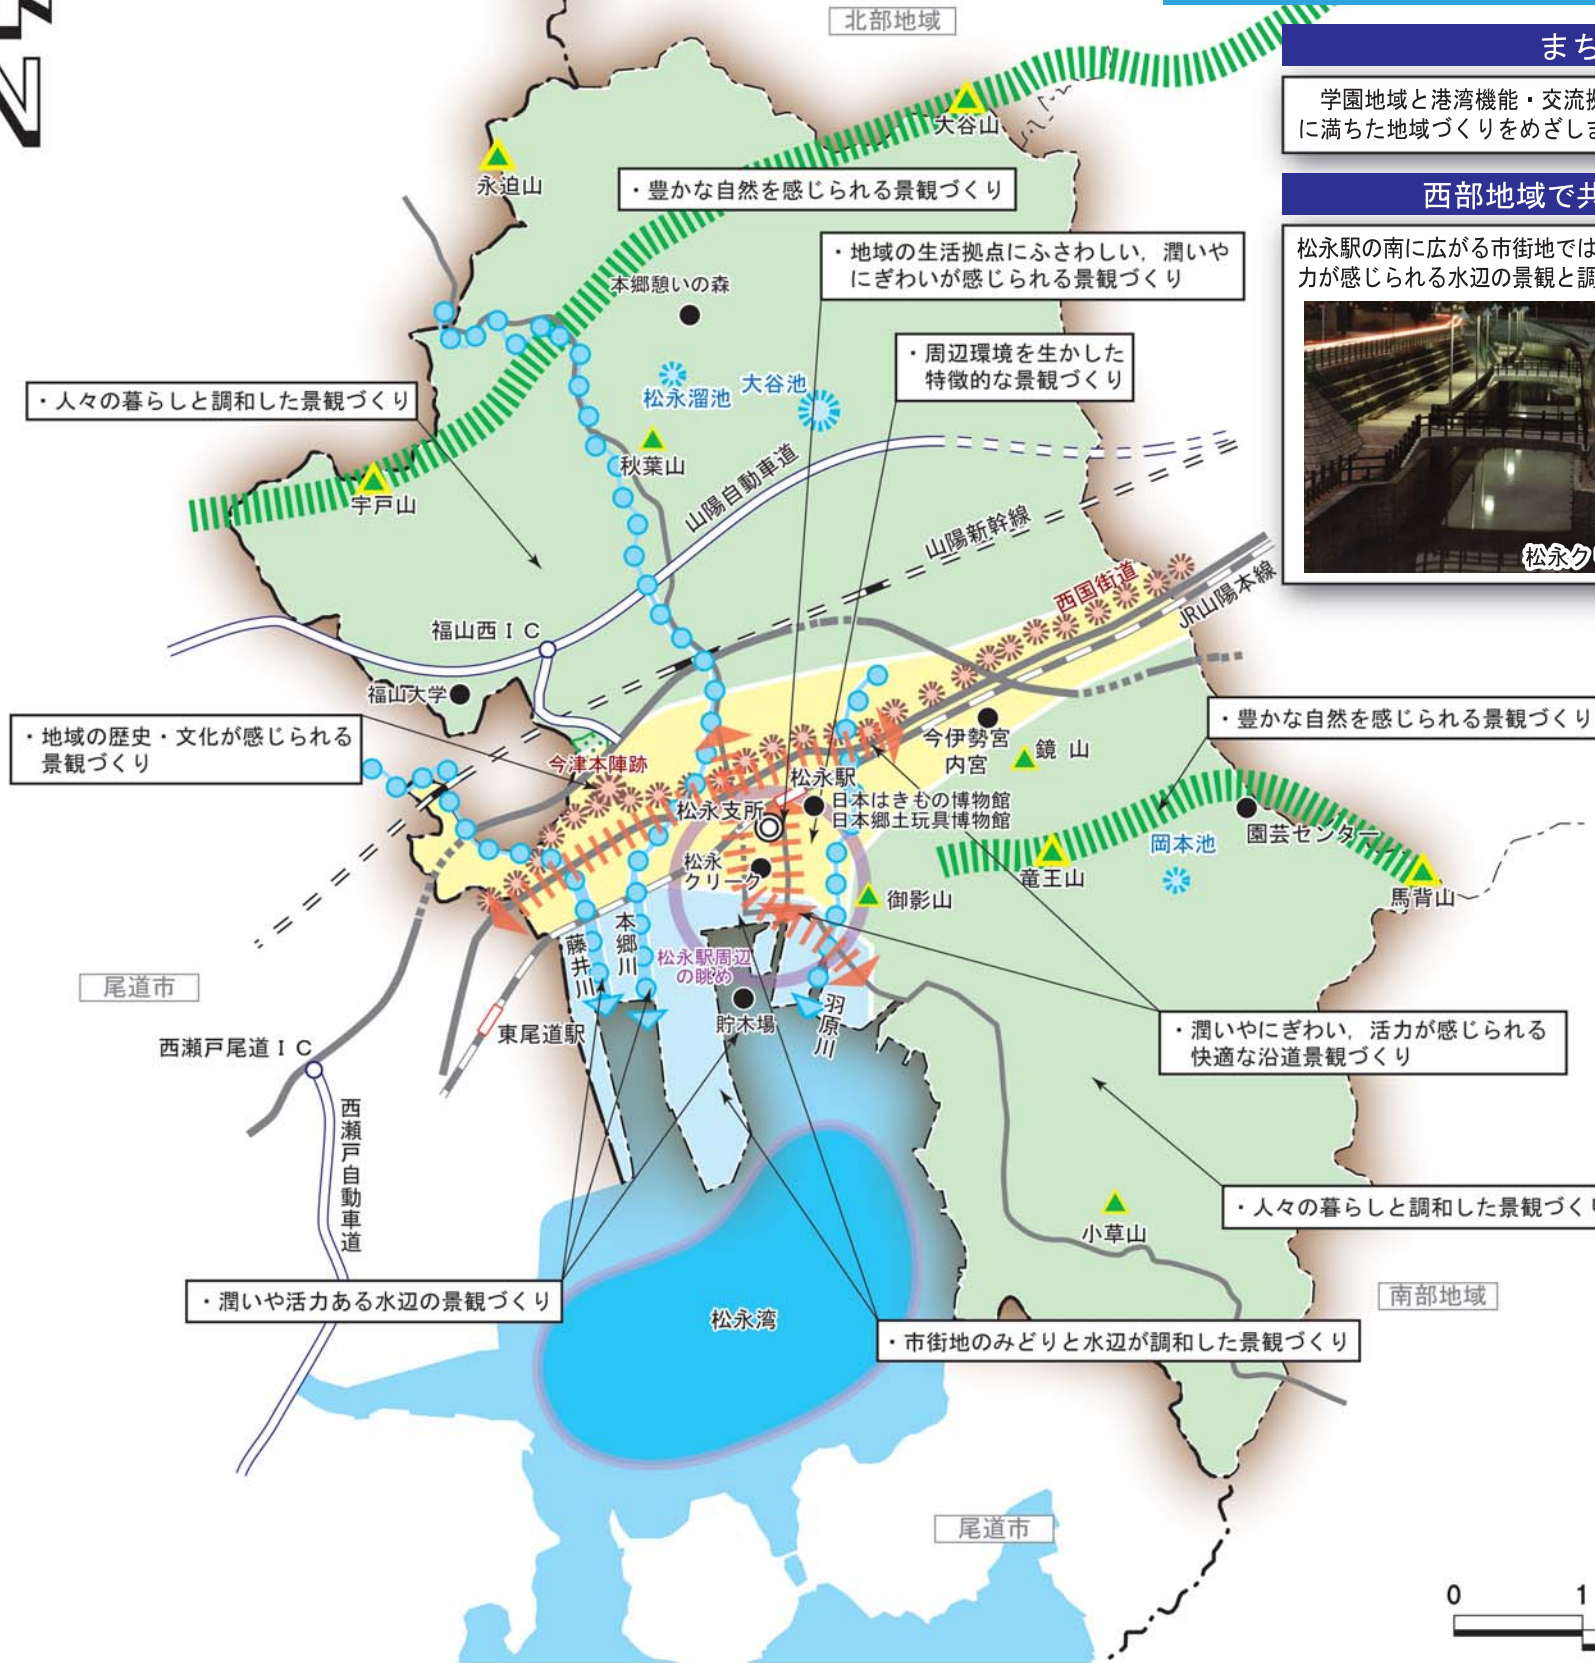 北部地域
まち
学園地域と港湾機能・交流拠
に満ちた地域づくりをめざしま
西部地域で共
松永駅の南に広がる市街地では
力が感じられる水辺の景観と調
松永ク
大谷山
永迫山
・豊かな自然を感じられる景観づくり
・地域の生活拠点にふさわしい，潤いや
にぎわいが感じられる景観づくり
本郷憩いの森
・周辺環境を生かした
特徴的な景観づくり
松永溜池
大谷池
・人々の暮らしと調和した景観づくり
秋葉山
宇戸山
山陽自動車道
山陽新幹線
西国街道
JR山陽本線
福山西ＩＣ
福山大学
・地域の歴史・文化が感じられる
景観づくり
今津本陣跡
・豊かな自然を感じられる景観づくり
今伊勢宮
内宮
鏡山
松永駅
松永支所
日本はきもの博物館
日本郷土玩具博物館
園芸センター
岡本池
松永
クリーク
竜王山
御影山
馬背山
藤井川
本郷川
松永駅周辺
の眺め
尾道市
貯木場
羽原川
東尾道駅
西瀬戸尾道ＩＣ
・潤いやにぎわい，活力が感じられる
快適な沿道景観づくり
西瀬戸自動車道
・人々の暮らしと調和した景観づくり
小草山
・潤いや活力ある水辺の景観づくり
松永湾
南部地域
・市街地のみどりと水辺が調和した景観づくり
尾道市
0 1